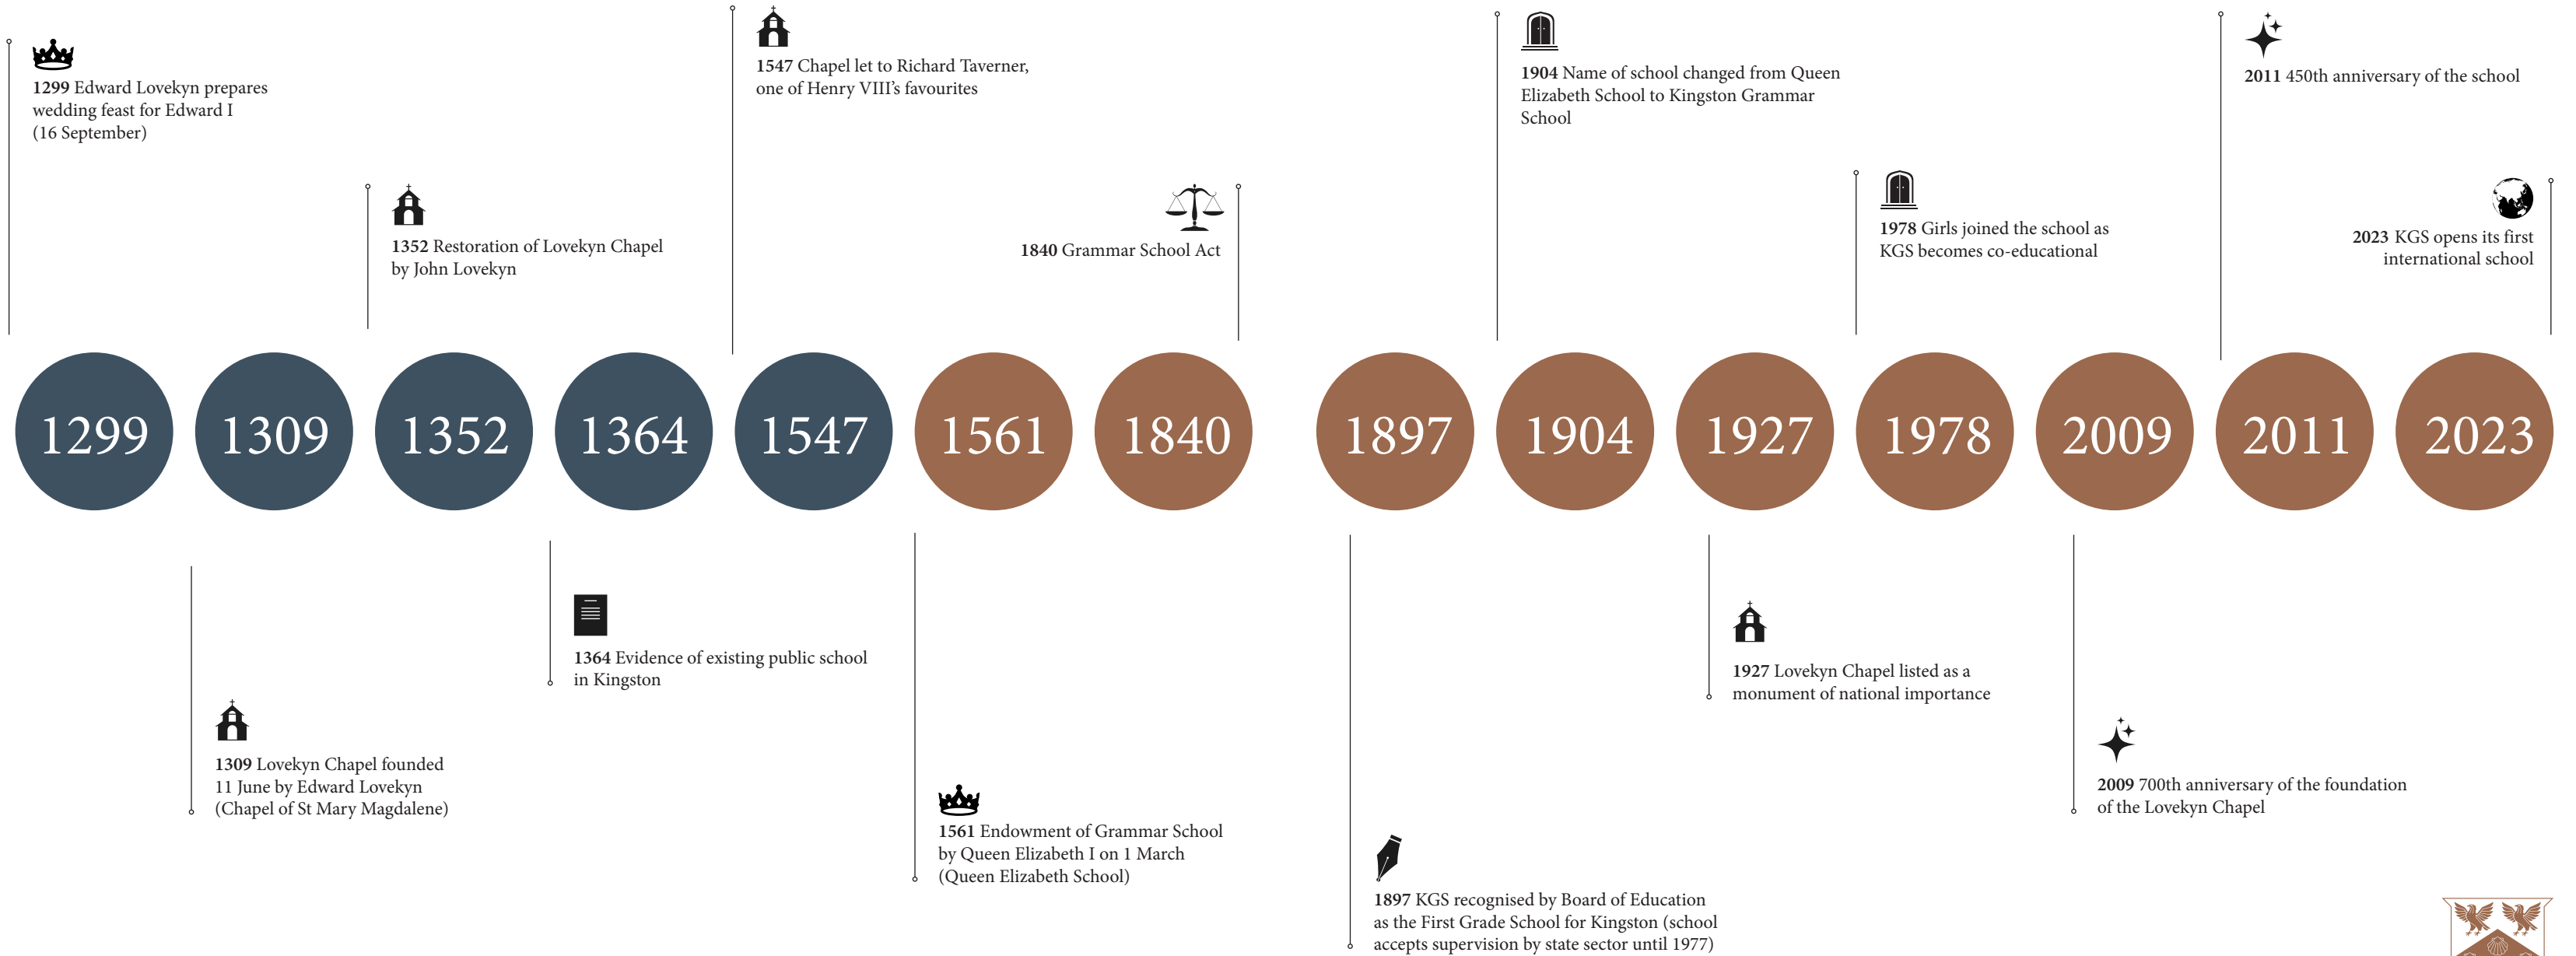 1299 Edward Lovekyn prepares
wedding feast for Edward I
(16 September)
1352 Restoration of Lovekyn Chapel
by John Lovekyn
1547 Chapel let to Richard Taverner,
one of Henry VIII's favourites
1840 Grammar School Act
1904 Name of school changed from Queen
Elizabeth School to Kingston Grammar
School
1978 Girls joined the school as
KGS becomes co-educational
2011 450th anniversary of the school
2023 KGS opens its first
international school
1299
1309
1352
1364
1547
1561
1840
1897
1904
1927
1978
2009
2011
2023
1309 Lovekyn Chapel founded
11 June by Edward Lovekyn
(Chapel of St Mary Magdalene)
1364 Evidence of existing public school
in Kingston
1561 Endowment of Grammar School
by Queen Elizabeth I on 1 March
(Queen Elizabeth School)
1897 KGS recognised by Board of Education
as the First Grade School for Kingston (school
accepts supervision by state sector until 1977)
1927 Lovekyn Chapel listed as a
monument of national importance
2009 700th anniversary of the foundation
of the Lovekyn Chapel